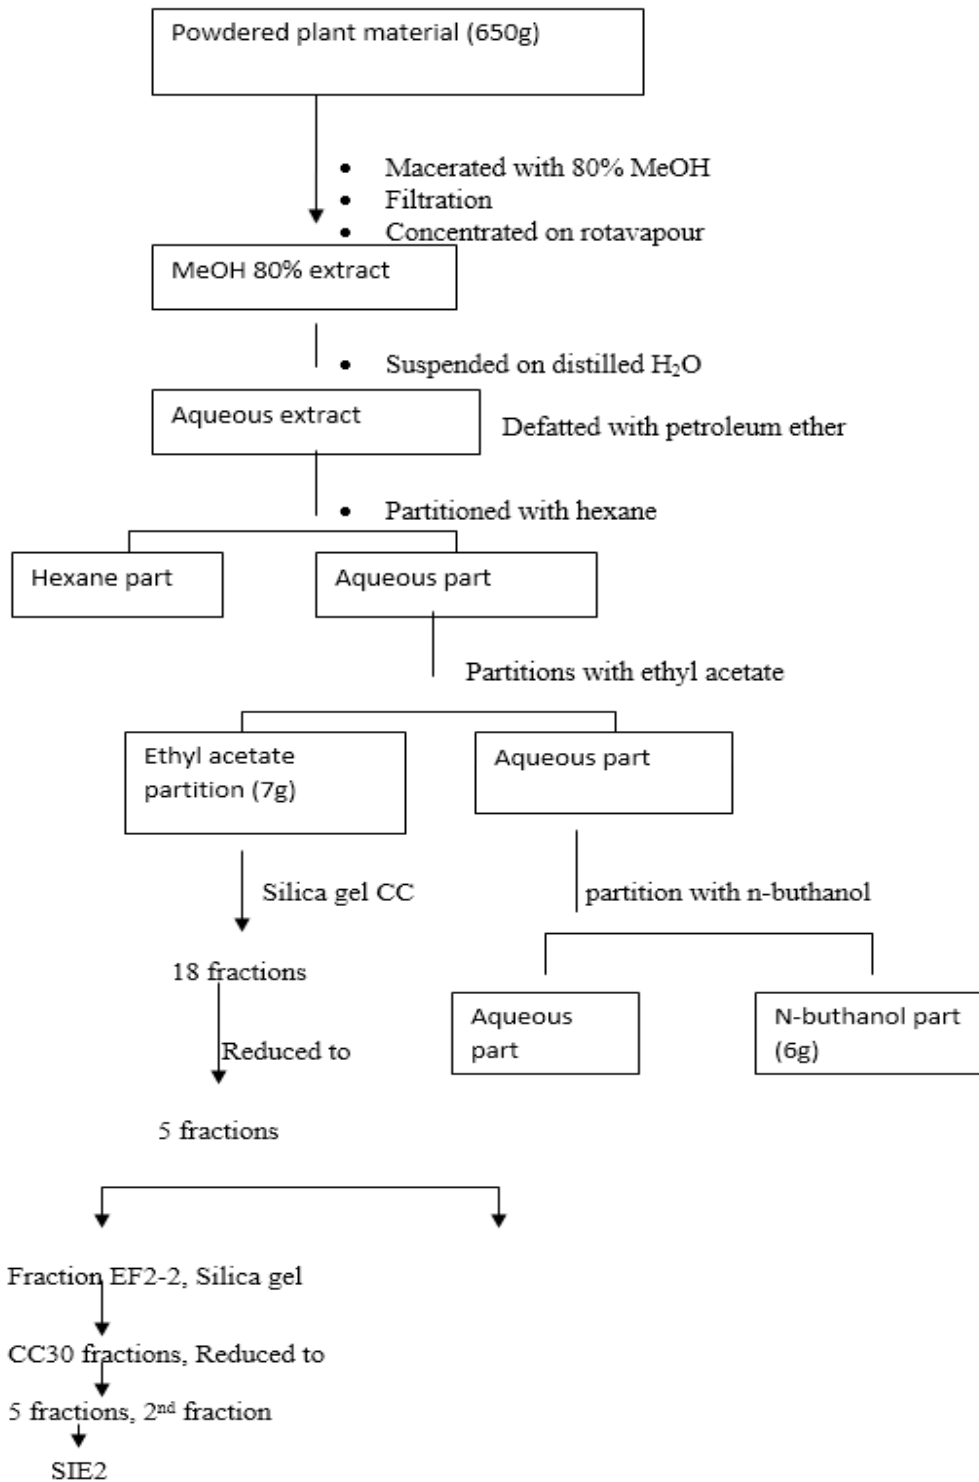 Powdered plant material (650g)
• Macerated with 80% MeOH
• Filtration
• Concentrated on rotavapour
MeOH 80% extract
• Suspended on distilled H₂O
Aqueous extract
Defatted with petroleum ether
• Partitioned with hexane
Hexane part
Aqueous part
Partitions with ethyl acetate
Ethyl acetate
partition (7g)
Aqueous part
Silica gel CC
partition with n-buthanol
18 fractions
Aqueous
part
N-buthanol part
(6g)
Reduced to
5 fractions
Fraction EF2-2, Silica gel
CC30 fractions, Reduced to
5 fractions, 2ⁿᵈ fraction
SIE2